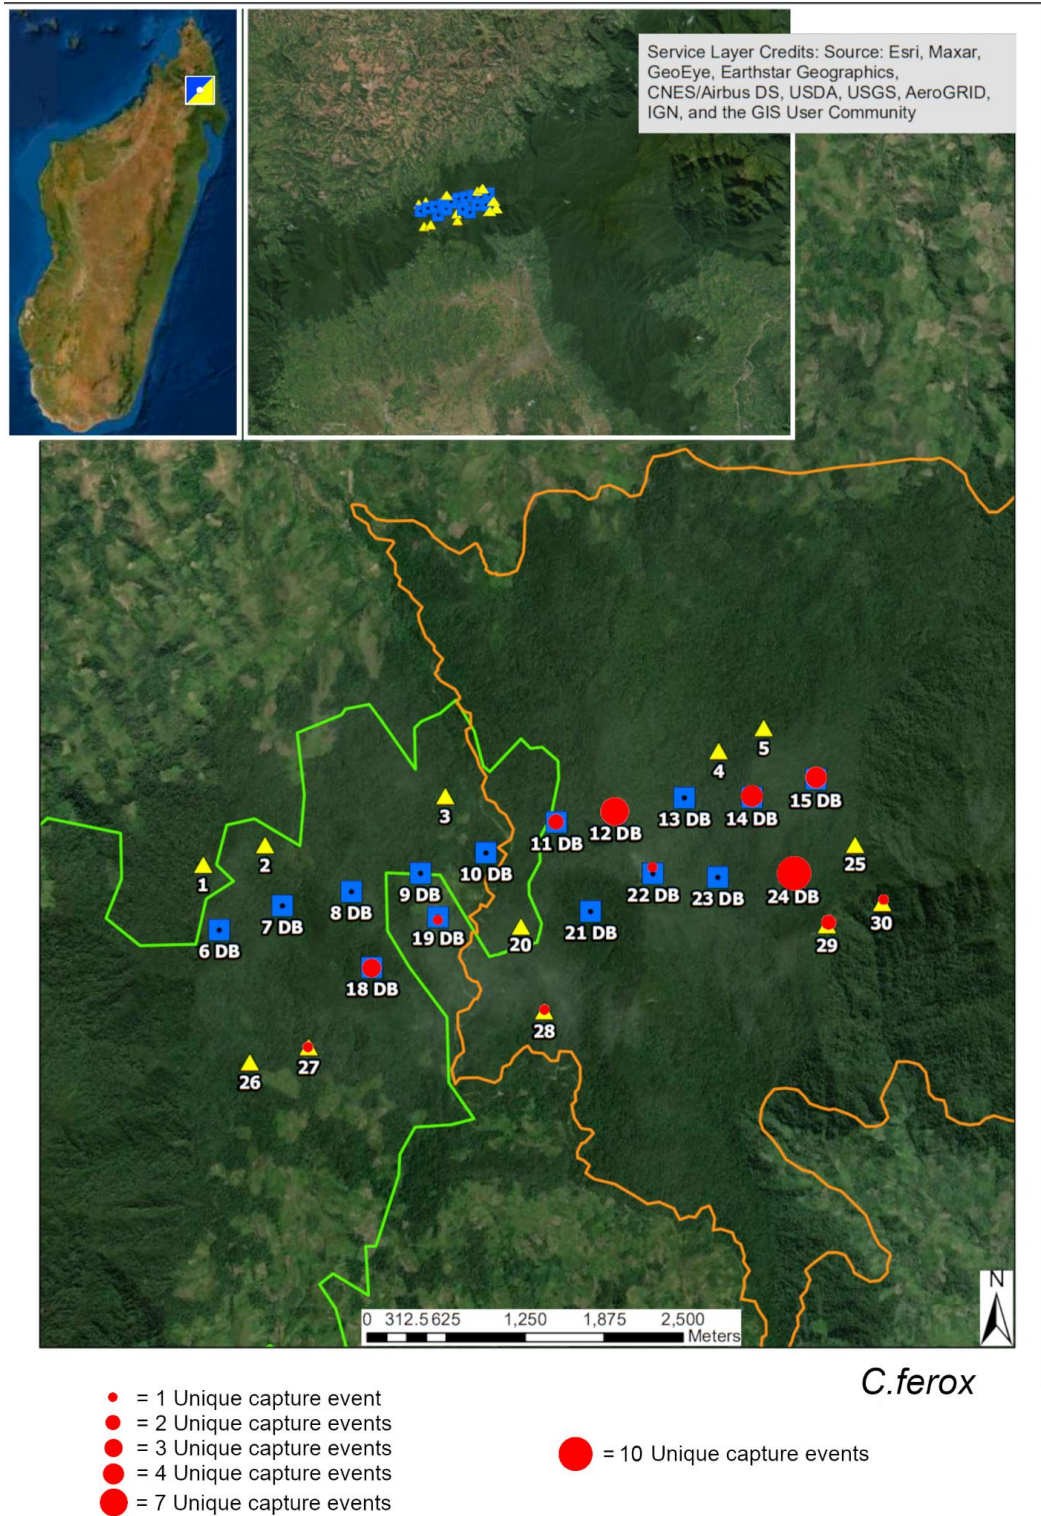 Service Layer Credits: Source: Esri, Maxar,
GeoEye, Earthstar Geographics,
CNES/Airbus DS, USDA, USGS, AeroGRID,
IGN, and the GIS User Community
5
4
15 DB
3
13 DB
14 DB
12 DB
11 DB
2
25
1
10 DB
9 DB
22 DB
23 DB
24 DB
8 DB
7 DB
30
6 DB
19 DB
20
21 DB
29
18 DB
28
27
26
N
0 312.5 625 1,250 1,875 2,500
Meters
C.ferox
= 1 Unique capture event
= 2 Unique capture events
= 3 Unique capture events
= 4 Unique capture events
= 7 Unique capture events
= 10 Unique capture events